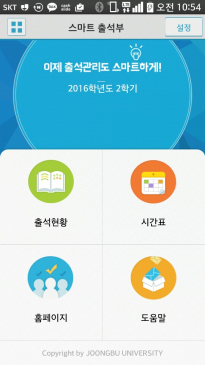 SKT 오전 10:54
스마트 출석부 설정
이제 출석관리도 스마트하게!
2016학년도 2학기
출석현황 시간표
홈페이지 도움말
Copyright by JOONGBU UNIVERSITY